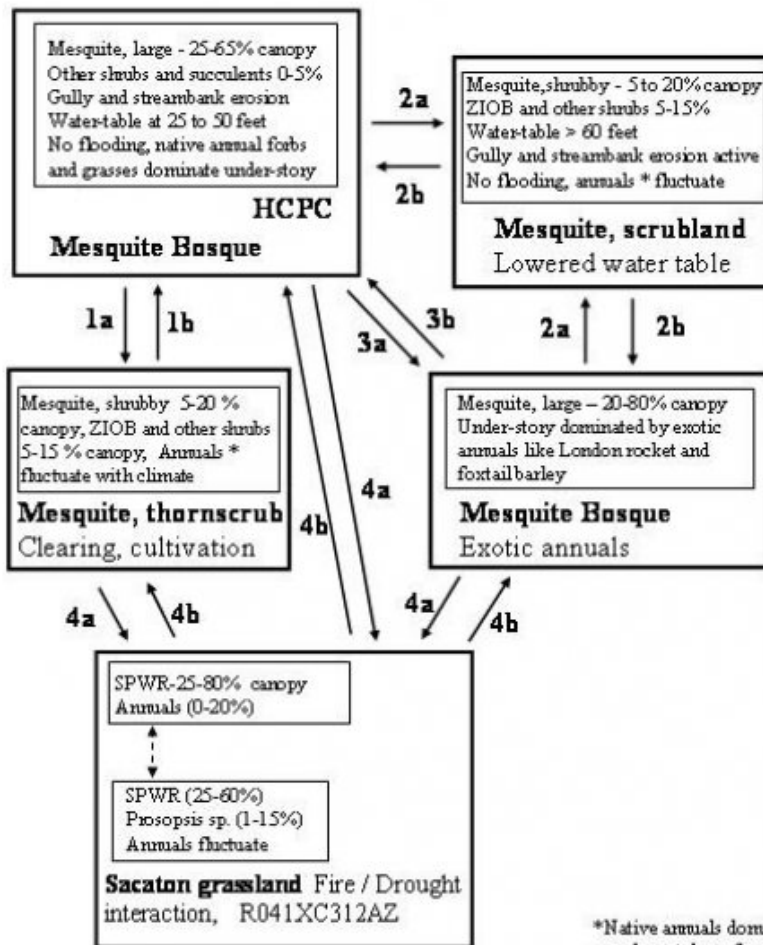 Mesquite, large - 25-65% canopy
Other shrubs and succulents 0-5%
Gully and streambank erosion
Water-table at 25 to 50 feet
No flooding, native annual forbs
and grasses dominate under-story
HCPC
Mesquite Bosque
2a
2b
Mesquite,shrubby - 5 to 20% canopy
ZIOB and other shrubs 5-15%
Water-table > 60 feet
Gully and streambank erosion active
No flooding, annuals * fluctuate
Mesquite, scrubland
Lowered water table
1a
1b
3a
3b
2a
2b
Mesquite, shrubby 5-20 %
canopy, ZIOB and other shrubs
5-15 % canopy, Annuals *
fluctuate with climate
Mesquite, thornscrub
Clearing, cultivation
4b
4a
Mesquite, large – 20-80% canopy
Under-story dominated by exotic
annuals like London rocket and
foxtail barley
Mesquite Bosque
Exotic annuals
4a
4b
4a
4b
SPWR-25-80% canopy
Annuals (0-20%)
SPWR (25-60%)
Prosopsis sp. (1-15%)
Annuals fluctuate
Sacaton grassland Fire / Drought
interaction, R041XC312AZ
*Native annuals dom